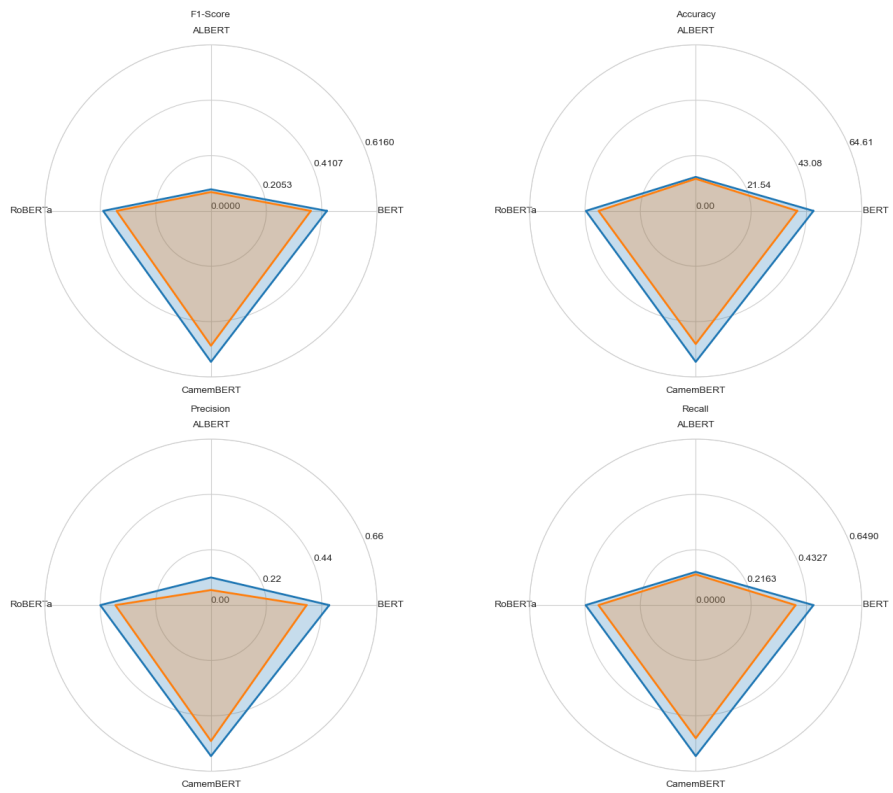 F1-Score
ALBERT
0.6160
0.4107
0.2053
RoBERTa
0.0000
BERT
CamemBERT
Accuracy
ALBERT
64.61
43.08
21.54
RoBERTa
0.00
BERT
CamemBERT
Precision
ALBERT
0.66
0.44
0.22
RoBERTa
0.00
BERT
CamemBERT
Recall
ALBERT
0.6490
0.4327
0.2163
RoBERTa
0.0000
BERT
CamemBERT